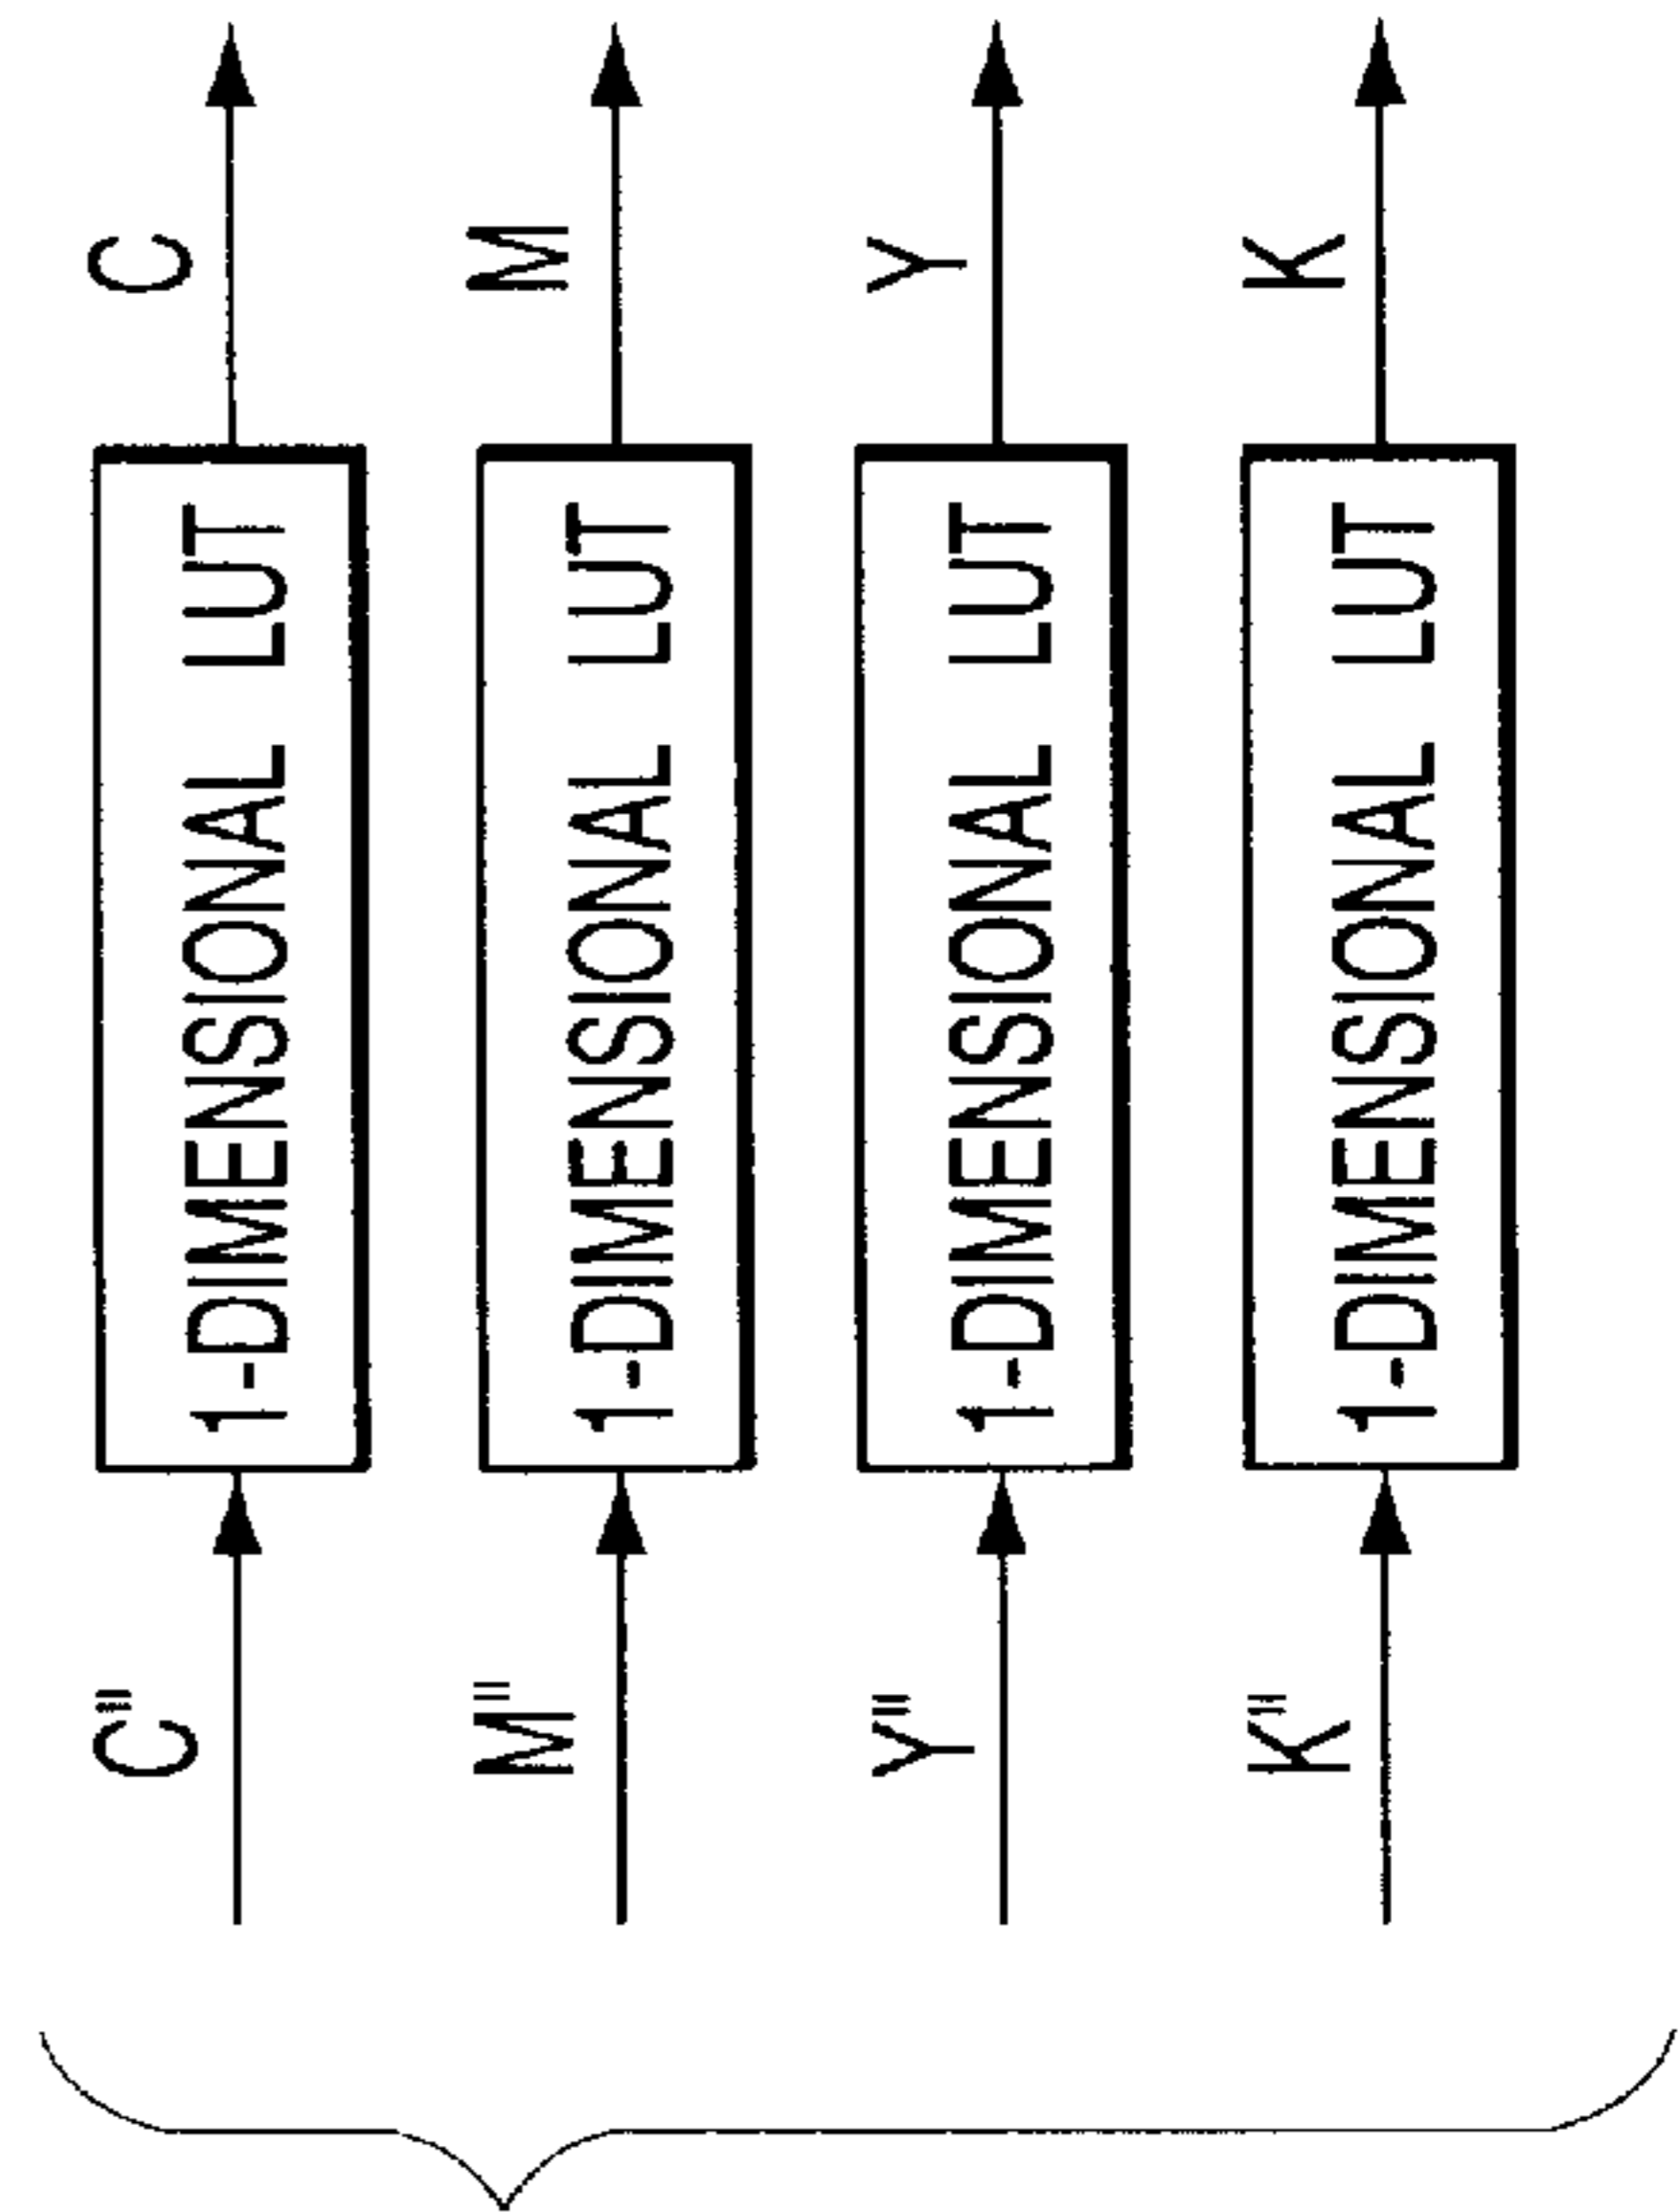 C" 1-DIMENSIONAL LUT C
M" 1-DIMENSIONAL LUT M
Y" 1-DIMENSIONAL LUT Y
K" 1-DIMENSIONAL LUT K